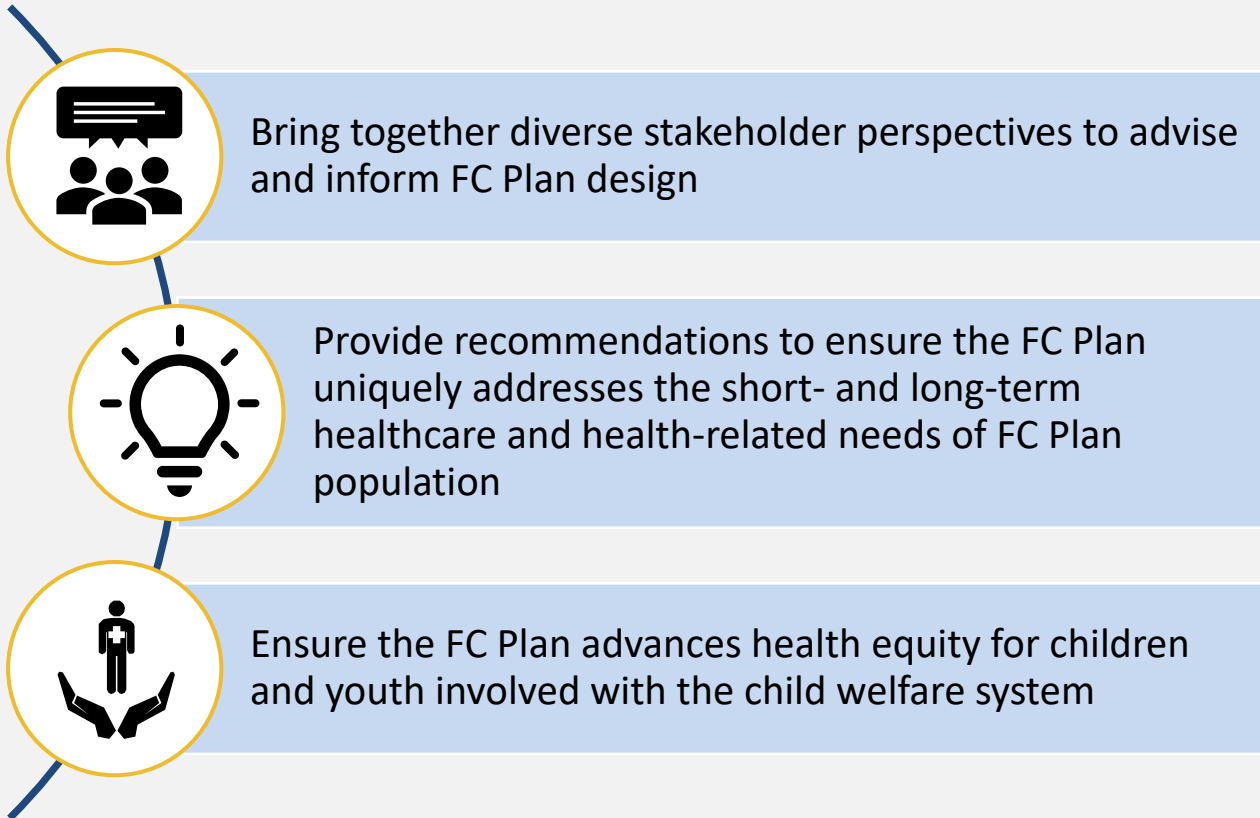 Bring together diverse stakeholder perspectives to advise
and inform FC Plan design
Provide recommendations to ensure the FC Plan
uniquely addresses the short- and long-term
healthcare and health-related needs of FC Plan
population
Ensure the FC Plan advances health equity for children
and youth involved with the child welfare system